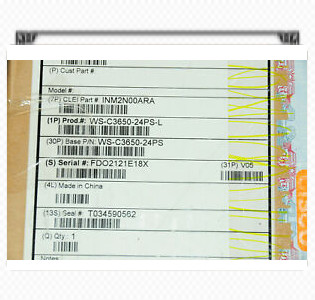 (P) Cust Part #
Model #:
(7P) CLEI Part # INM2N00ARA
(1P) Prod.#: WS-C3650-24PS-L
(30P) Base P/N: WS-C3650-24PS
(S) Serial #: FDO2121E18X (31P) V05
(4L) Made in China
(13S) Seal # T034590562
(Q) Qty: 1
Notes
CISCO